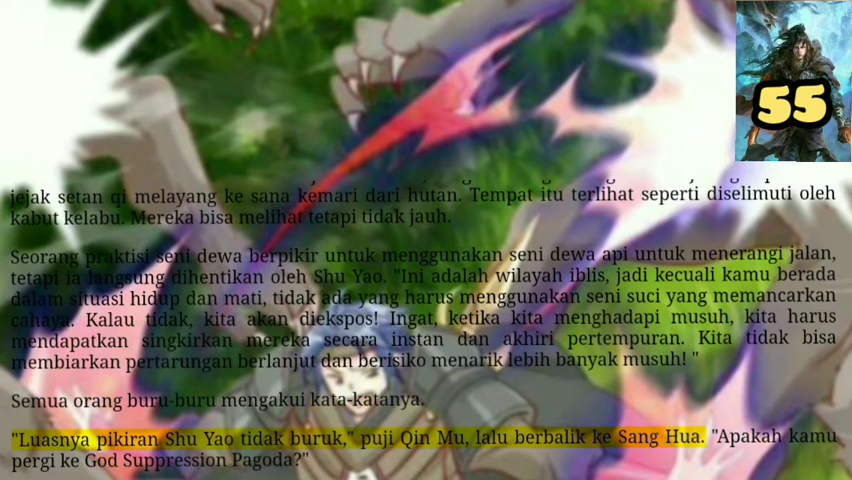 55
jejak setan qi melayang ke sana kemari dari hutan. Tempat itu terlihat seperti diselimuti oleh
kabut kelabu. Mereka bisa melihat tetapi tidak jauh.
Seorang praktisi seni dewa berpikir untuk menggunakan seni dewa api untuk menerangi jalan,
tetapi ia langsung dihentikan oleh Shu Yao. "Ini adalah wilayah iblis, jadi kecuali kamu berada
dalam situasi hidup dan mati, tidak ada yang harus menggunakan seni suci yang memancarkan
cahaya. Kalau tidak, kita akan diekspos! Ingat, ketika kita menghadapi musuh, kita harus
mendapatkan singkirkan mereka secara instan dan akhiri pertempuran. Kita tidak bisa
membiarkan pertarungan berlanjut dan berisiko menarik lebih banyak musuh! "
Semua orang buru-buru mengakui kata-katanya.
"Luasnya pikiran Shu Yao tidak buruk," puji Qin Mu, lalu berbalik ke Sang Hua. "Apakah kamu
pergi ke God Suppression Pagoda?"